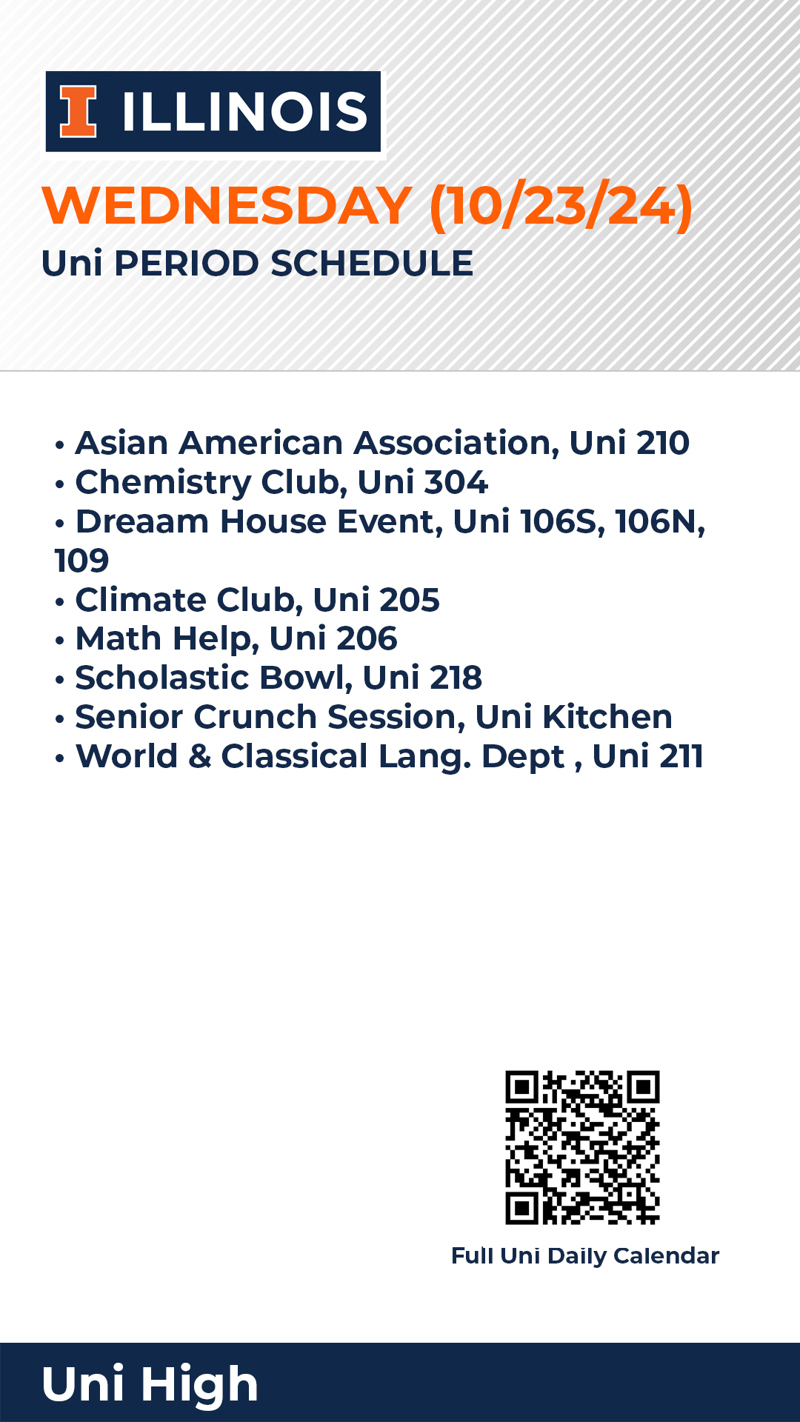 I ILLINOIS
WEDNESDAY (10/23/24)
Uni PERIOD SCHEDULE
• Asian American Association, Uni 210
• Chemistry Club, Uni 304
• Dreaam House Event, Uni 106S, 106N,
109
• Climate Club, Uni 205
• Math Help, Uni 206
• Scholastic Bowl, Uni 218
• Senior Crunch Session, Uni Kitchen
• World & Classical Lang. Dept , Uni 211
Full Uni Daily Calendar
Uni High